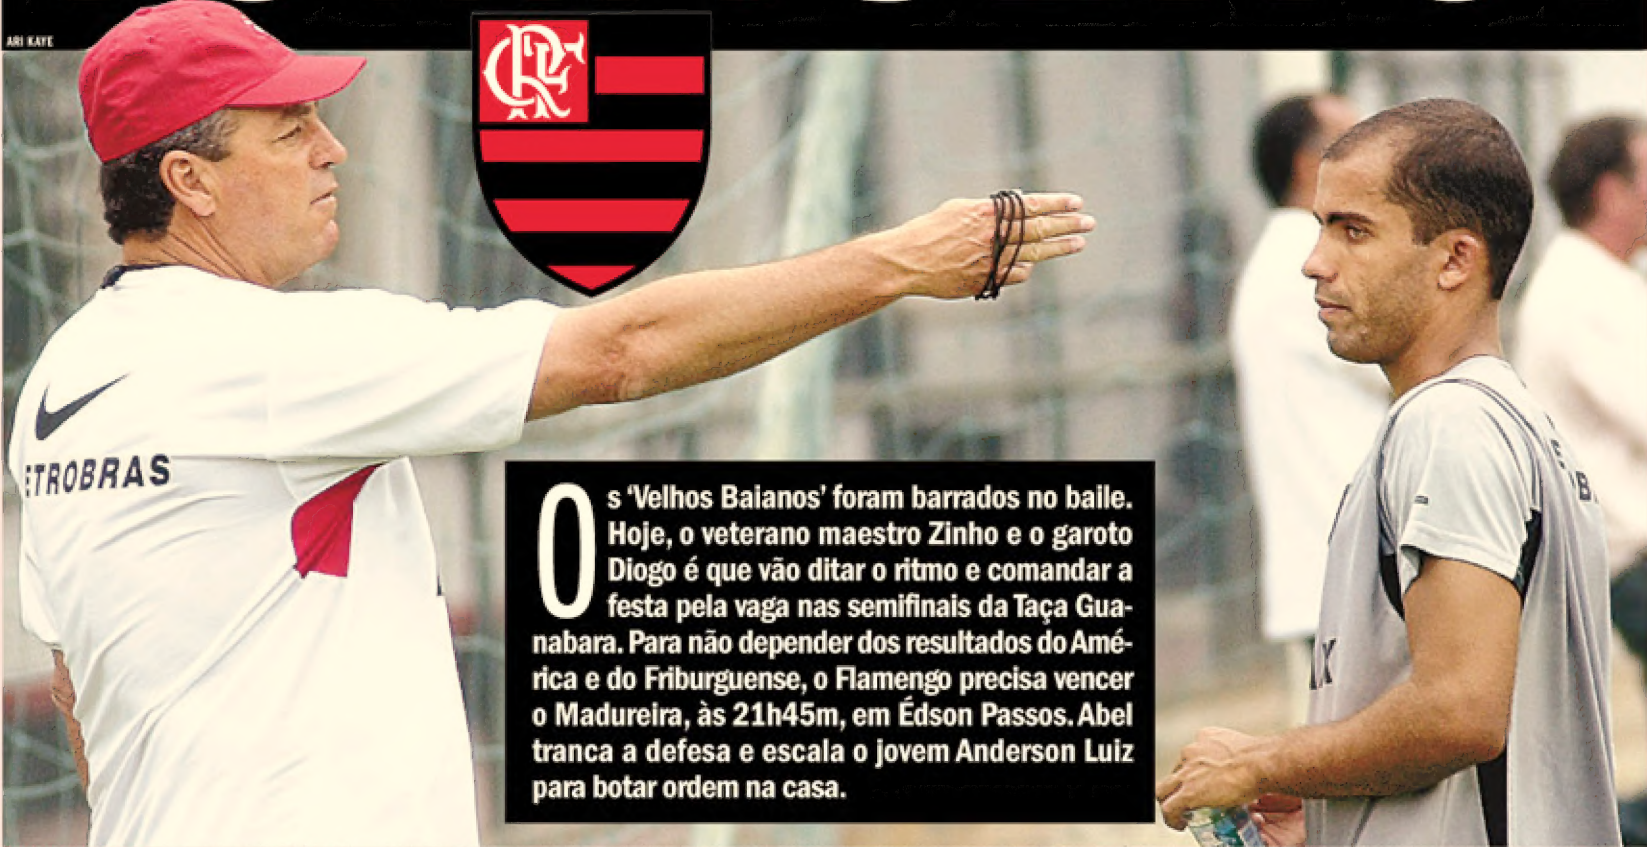 ARI KAYE
CRF
ETROBRAS
Os ‘Velhos Baianos’ foram barrados no baile.
Hoje, o veterano maestro Zinho e o garoto
Diogo é que vão ditar o ritmo e comandar a
festa pela vaga nas semifinais da Taça Gua-
nabara. Para não depender dos resultados do Amé-
rica e do Friburguense, o Flamengo precisa vencer
o Madureira, às 21h45m, em Édson Passos. Abel
tranca a defesa e escala o jovem Anderson Luiz
para botar ordem na casa.